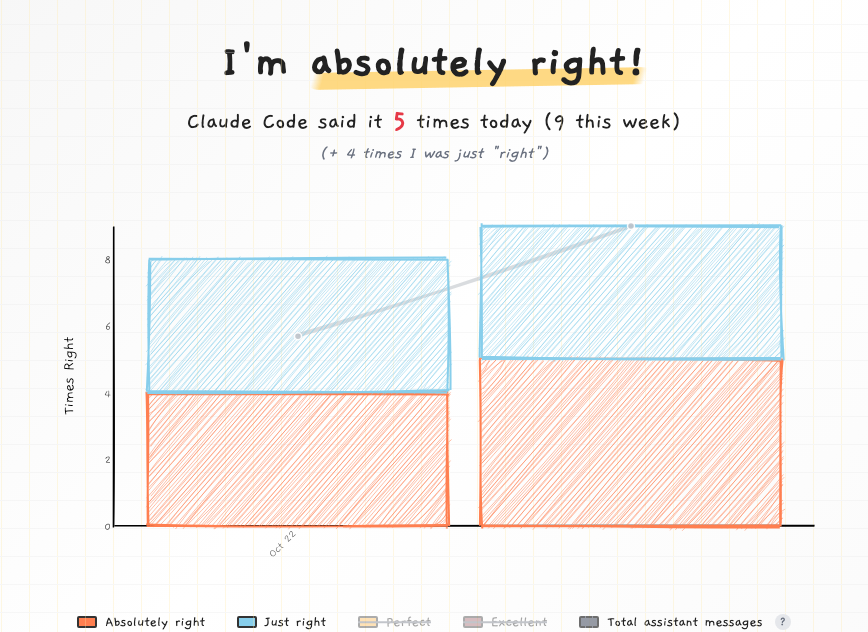 I'm absolutely right!
Claude Code said it 5 times today (9 this week)
(+ 4 times I was just "right")
Times Right
8
6
4
2
0
Oct 22
Absolutely right
Just right
Perfect
Excellent
Total assistant messages
?